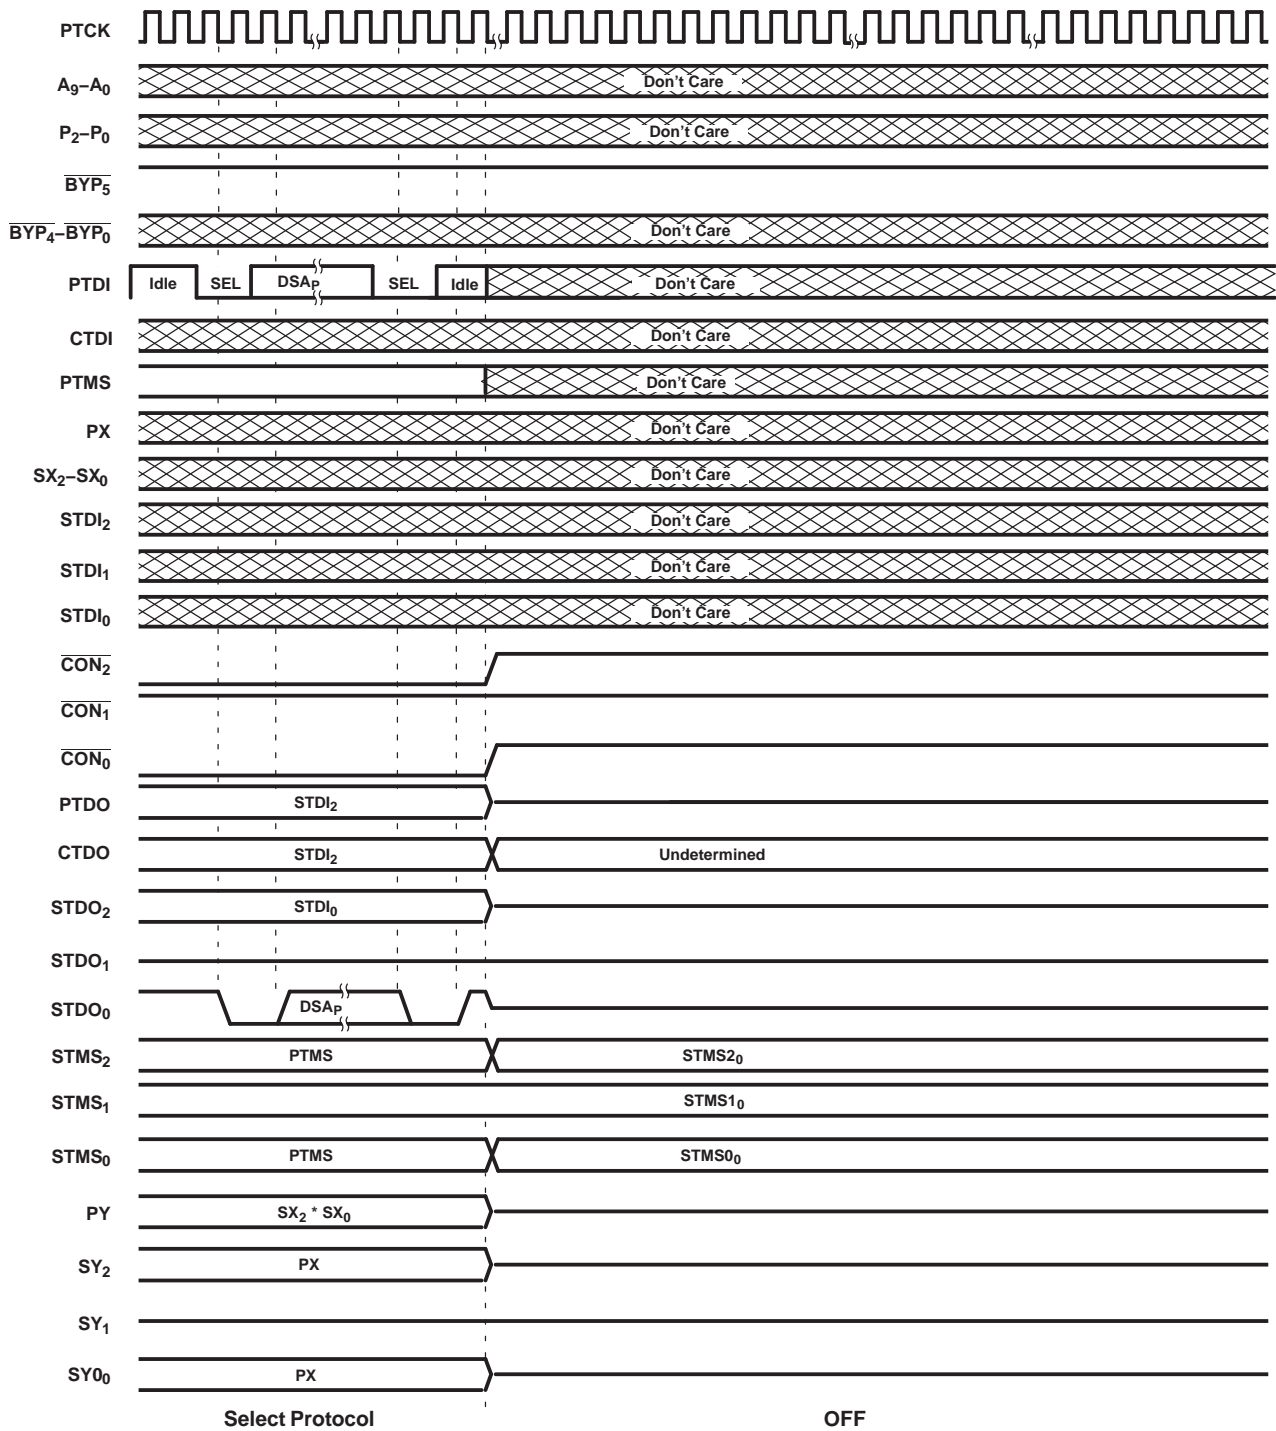 PTCK
A9–A0 Don't Care
P2–P0 Don't Care
BYP5
BYP4–BYP0 Don't Care
PTDI Idle SEL DSAP SEL Idle Don't Care
CTDI Don't Care
PTMS Don't Care
PX Don't Care
SX2–SX0 Don't Care
STDI2 Don't Care
STDI1 Don't Care
STDI0 Don't Care
CON2
CON1
CON0
PTDO STDI2
CTDO STDI2 Undetermined
STDO2 STDI0
STDO1
STDO0 DSAP
STMS2 PTMS STMS20
STMS1 STMS10
STMS0 PTMS STMS00
PY SX2 * SX0
SY2 PX
SY1
SY00 PX
Select Protocol OFF